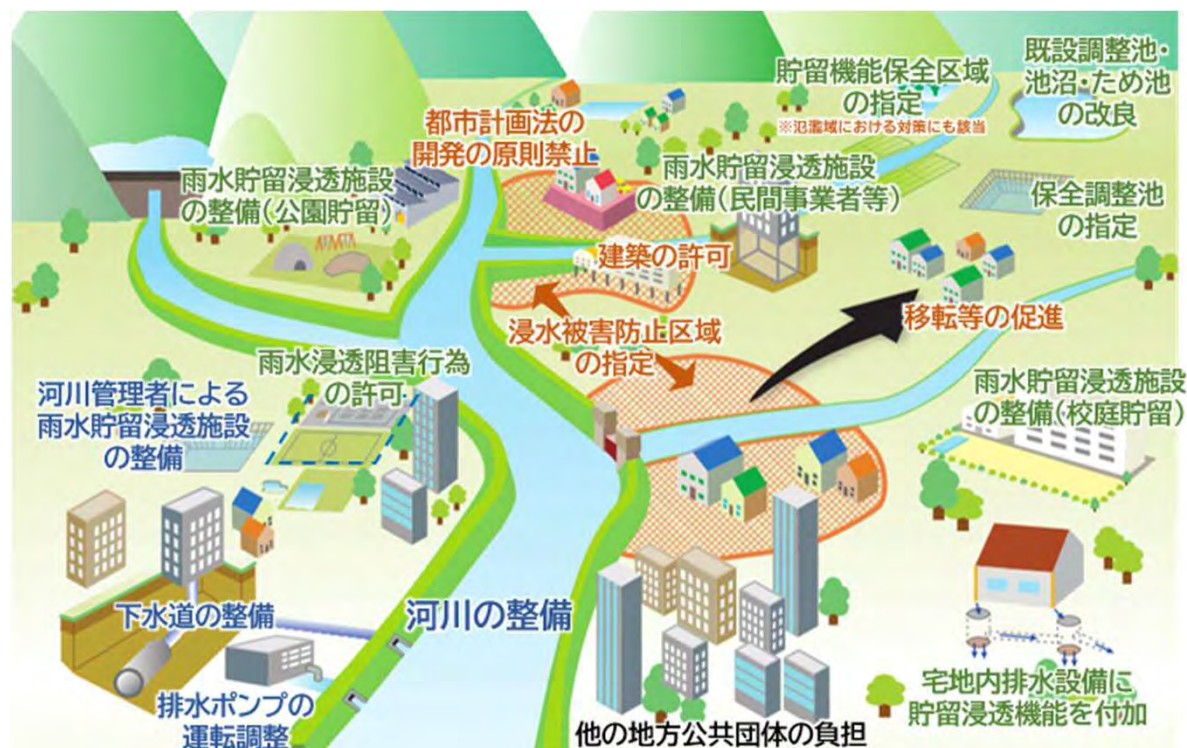 貯留機能保全区域
の指定
※氾濫域における対策にも該当
既設調整池・
池沼・ため池
の改良
都市計画法の
開発の原則禁止
雨水貯留浸透施設
の整備(公園貯留)
雨水貯留浸透施設
の整備(民間事業者等)
保全調整池
の指定
建築の許可
浸水被害防止区域
の指定
移転等の促進
雨水浸透阻害行為
の許可
河川管理者による
雨水貯留浸透施設
の整備
雨水貯留浸透施設
の整備(校庭貯留)
下水道の整備
河川の整備
排水ポンプの
運転調整
宅地内排水設備に
貯留浸透機能を付加
他の地方公共団体の負担